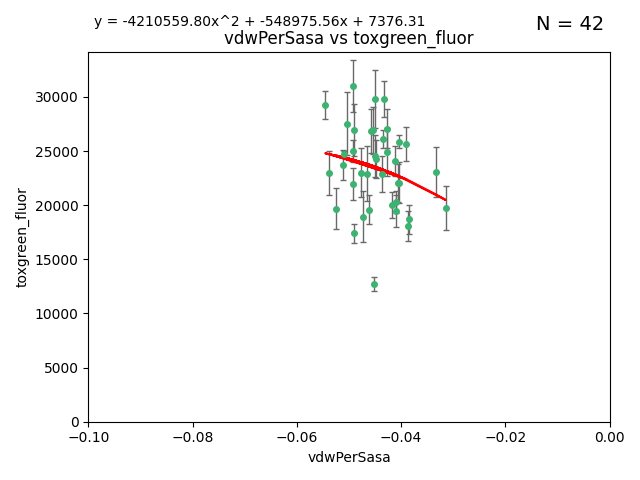 y = -4210559.80x^2 + -548975.56x + 7376.31
N = 42
vdwPerSasa vs toxgreen_fluor
30000
25000
20000
15000
10000
5000
0
toxgreen_fluor
−0.10 −0.08 −0.06 −0.04 −0.02 0.00
vdwPerSasa